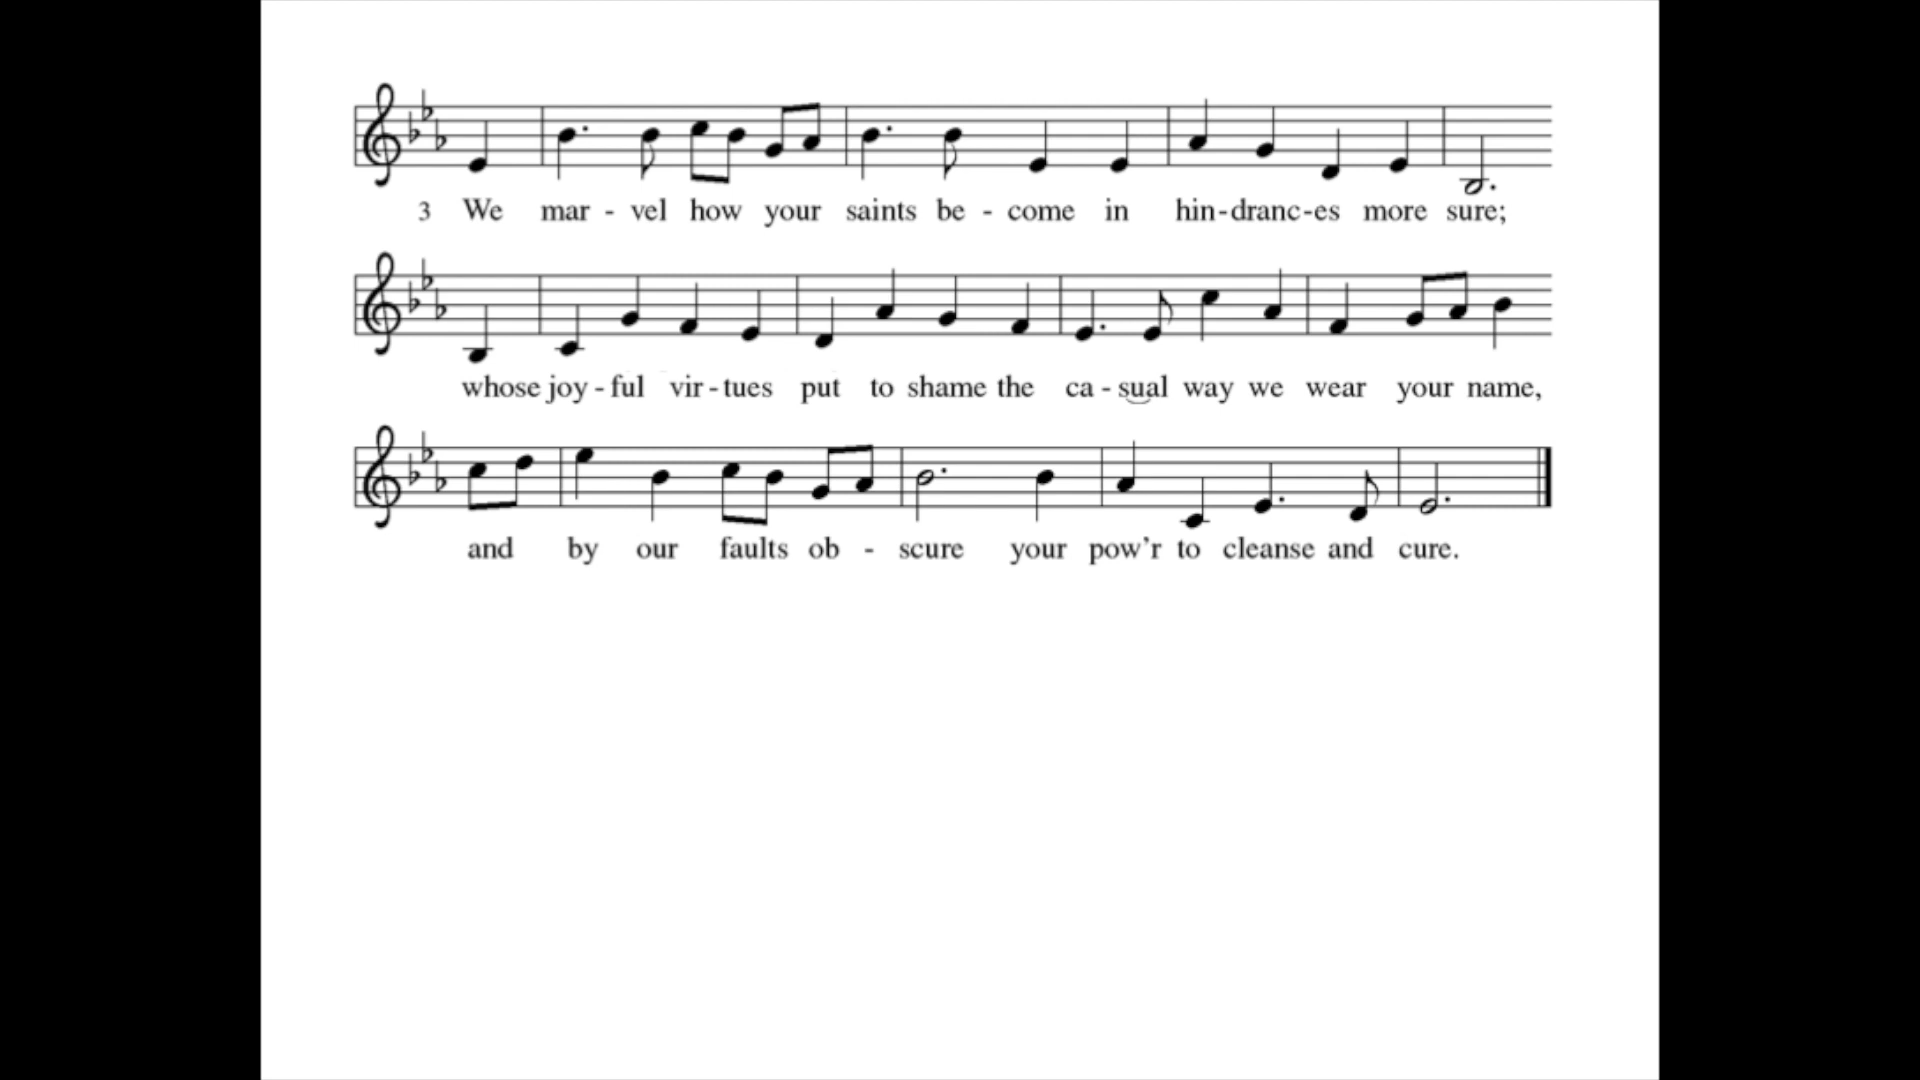 3 We mar - vel how your saints be - come in hin - dranc - es more sure;
whose joy - ful vir - tues put to shame the ca - sual way we wear your name,
and by our faults ob - scure your pow'r to cleanse and cure.